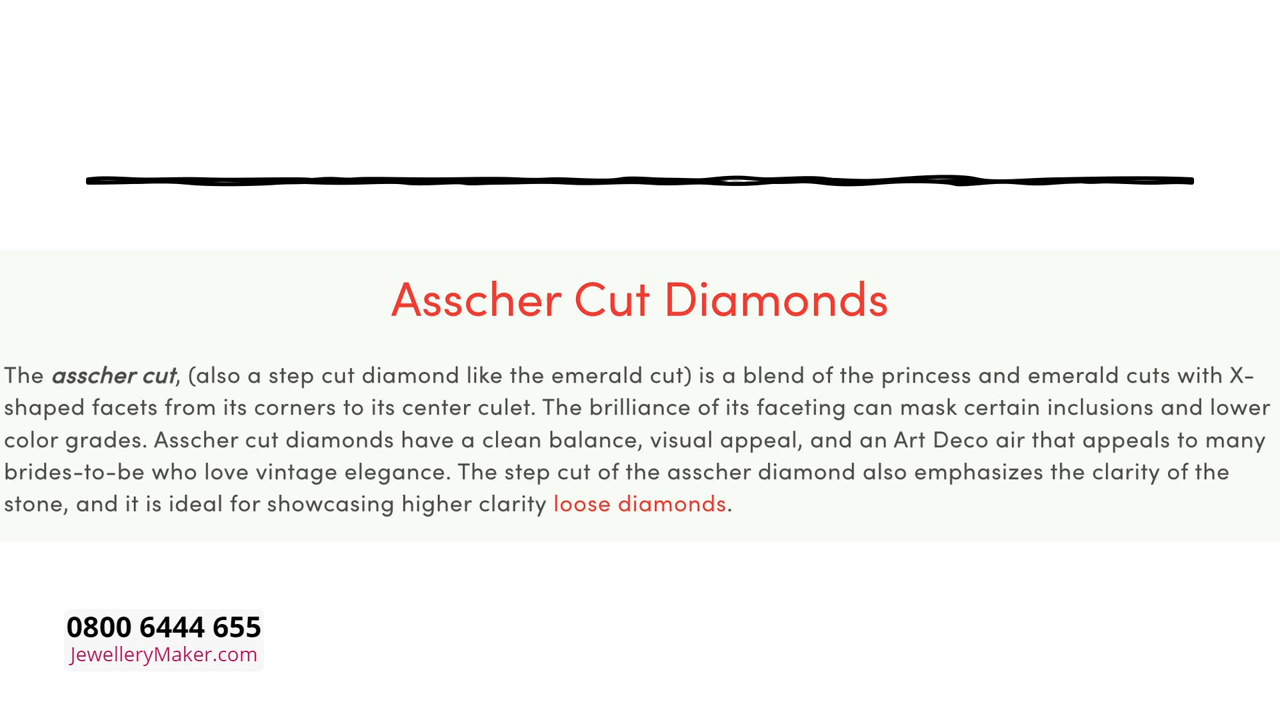 Asscher Cut Diamonds
The asscher cut, (also a step cut diamond like the emerald cut) is a blend of the princess and emerald cuts with X-
shaped facets from its corners to its center culet. The brilliance of its faceting can mask certain inclusions and lower
color grades. Asscher cut diamonds have a clean balance, visual appeal, and an Art Deco air that appeals to many
brides-to-be who love vintage elegance. The step cut of the asscher diamond also emphasizes the clarity of the
stone, and it is ideal for showcasing higher clarity loose diamonds.
0800 6444 655
JewelleryMaker.com